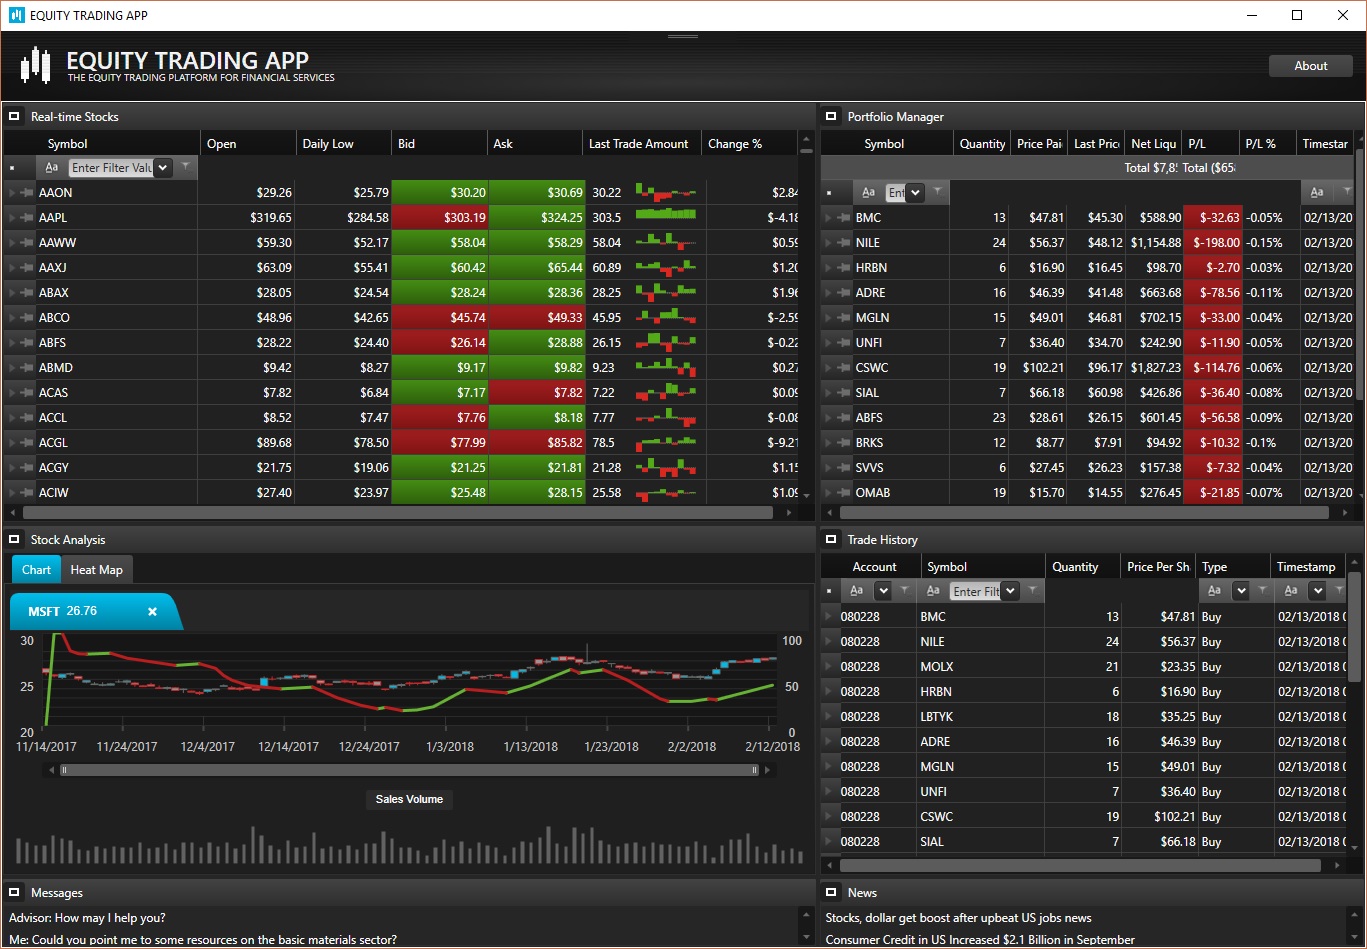 EQUITY TRADING APP
EQUITY TRADING APP
THE EQUITY TRADING PLATFORM FOR FINANCIAL SERVICES
About
Real-time Stocks
Symbol Open Daily Low Bid Ask Last Trade Amount Change %
Aa Enter Filter Valu
AAON $29.26 $25.79 $30.20 $30.69 30.22 $2.84
AAPL $319.65 $284.58 $303.19 $324.25 303.5 $-4.18
AAWW $59.30 $52.17 $58.04 $58.29 58.04 $0.59
AAXJ $63.09 $55.41 $60.42 $65.44 60.89 $1.20
ABAX $28.05 $24.54 $28.24 $28.36 28.25 $1.96
ABCO $48.96 $42.65 $45.74 $49.33 45.95 $-2.59
ABFS $28.22 $24.40 $26.14 $28.88 26.15 $-0.22
ABMD $9.42 $8.27 $9.17 $9.82 9.23 $0.27
ACAS $7.82 $6.84 $7.17 $7.82 7.22 $0.09
ACCL $8.52 $7.47 $7.76 $8.18 7.77 $-0.08
ACGL $89.68 $78.50 $77.99 $85.82 78.5 $-9.21
ACGY $21.75 $19.06 $21.25 $21.81 21.28 $1.15
ACIW $27.40 $23.97 $25.48 $28.15 25.58 $1.09
Portfolio Manager
Symbol Quantity Price Pai Last Pric Net Liqu P/L P/L % Timestar
Total $7,8 Total ($65
Aa Ent Aa
BMC 13 $47.81 $45.30 $588.90 $-32.63 -0.05% 02/13/20
NILE 24 $56.37 $48.12 $1,154.88 $-198.00 -0.15% 02/13/20
HRBN 6 $16.90 $16.45 $98.70 $-2.70 -0.03% 02/13/20
ADRE 16 $46.39 $41.48 $663.68 $-78.56 -0.11% 02/13/20
MGLN 15 $49.01 $46.81 $702.15 $-33.00 -0.04% 02/13/20
UNFI 7 $36.40 $34.70 $242.90 $-11.90 -0.05% 02/13/20
CSWC 19 $102.21 $96.17 $1,827.23 $-114.76 -0.06% 02/13/20
SIAL 7 $66.18 $60.98 $426.86 $-36.40 -0.08% 02/13/20
ABFS 23 $28.61 $26.15 $601.45 $-56.58 -0.09% 02/13/20
BRKS 12 $8.77 $7.91 $94.92 $-10.32 -0.1% 02/13/20
SVVS 6 $27.45 $26.23 $157.38 $-7.32 -0.04% 02/13/20
OMAB 19 $15.70 $14.55 $276.45 $-21.85 -0.07% 02/13/20
Stock Analysis
Chart Heat Map
MSFT 26.76
30 100
25 50
20 0
11/14/2017 11/24/2017 12/4/2017 12/14/2017 12/24/2017 1/3/2018 1/13/2018 1/23/2018 2/2/2018 2/12/2018
Sales Volume
Trade History
Account Symbol Quantity Price Per Sh Type Timestamp
Aa Aa Enter Filt Aa Aa
080228 BMC 13 $47.81 Buy 02/13/2018 0
080228 NILE 24 $56.37 Buy 02/13/2018 0
080228 MOLX 21 $23.35 Buy 02/13/2018 0
080228 HRBN 6 $16.90 Buy 02/13/2018 0
080228 LBTYK 18 $35.25 Buy 02/13/2018 0
080228 ADRE 16 $46.39 Buy 02/13/2018 0
080228 MGLN 15 $49.01 Buy 02/13/2018 0
080228 UNFI 7 $36.40 Buy 02/13/2018 0
080228 CSWC 19 $102.21 Buy 02/13/2018 0
080228 SIAL 7 $66.18 Buy 02/13/2018 0
Messages
Advisor: How may I help you?
Me: Could you point me to some resources on the basic materials sector?
News
Stocks, dollar get boost after upbeat US jobs news
Consumer Credit in US Increased $2.1 Billion in September